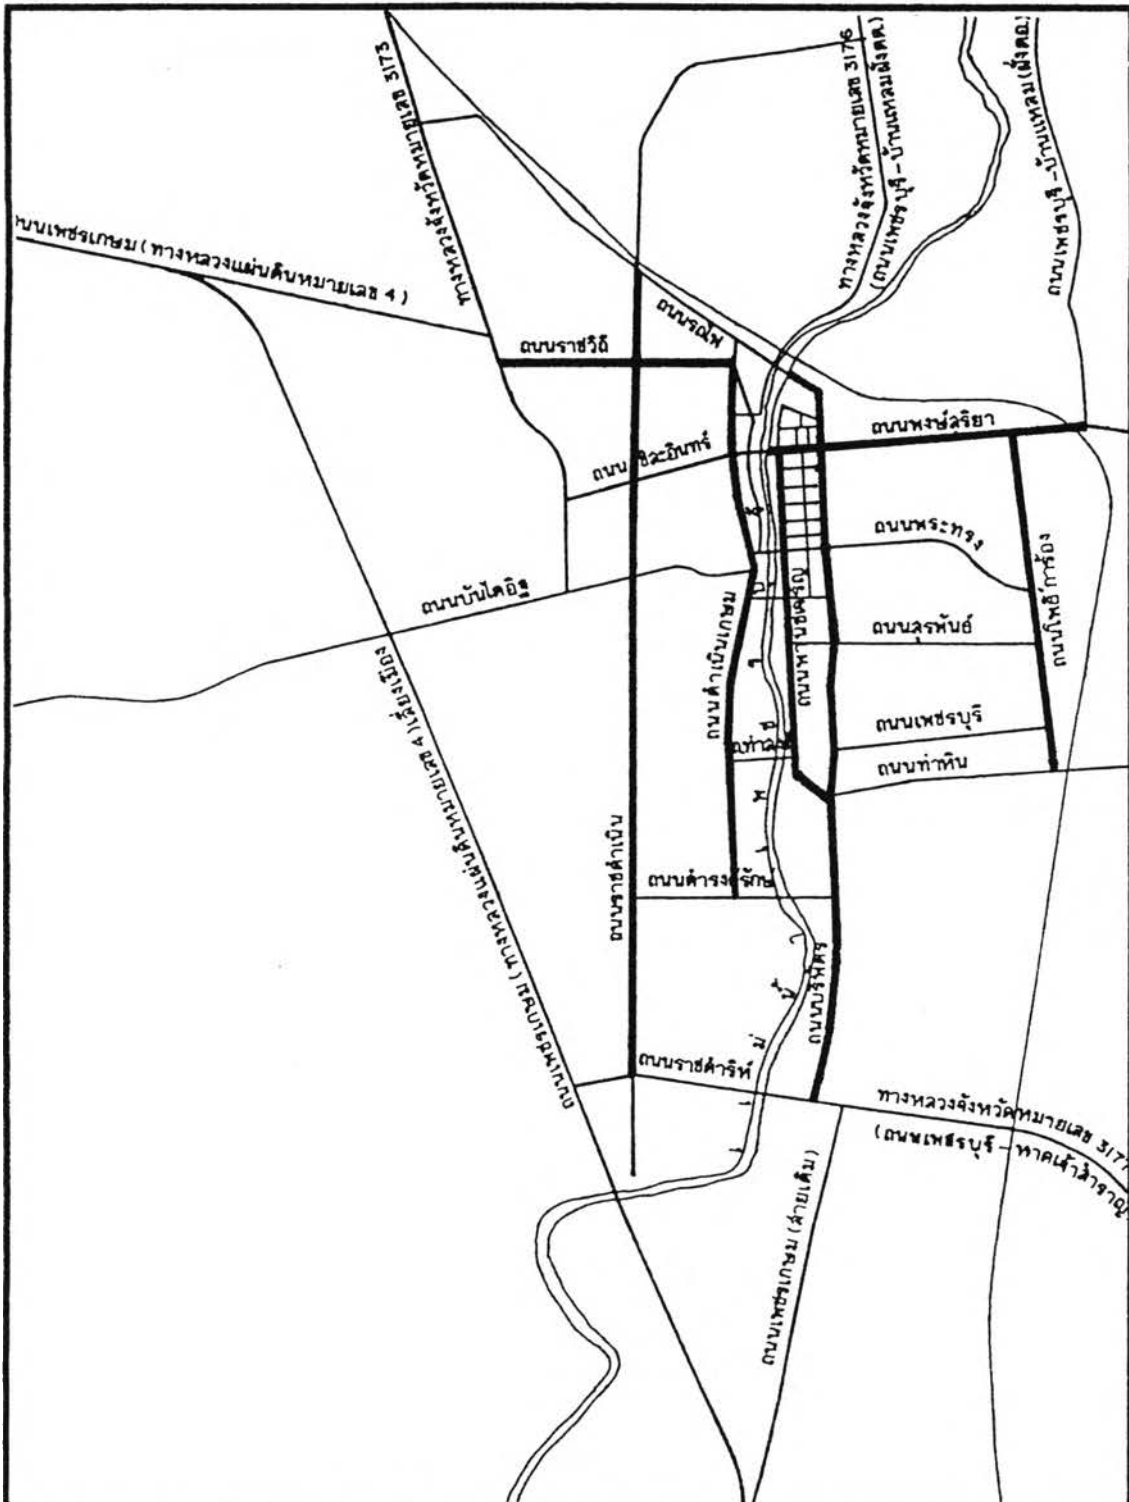 ทางหลวงจังหวัดหมายเลข 3173
ทางหลวงจังหวัดหมายเลข 3176
(ถนนเพชรบุรี-บ้านแหลมฝั่งตต.)
ถนนเพชรบุรี-บ้านแหลม(ฝั่งตอ.)
ถนนเพชรเกษม (ทางหลวงแผ่นดินหมายเลข 4)
ถนนรถไฟ
ถนนราชวิถี
ถนนพงษ์สุริยา
ถนนชีสะอินทร์
ถนนพระทรง
ถนนโพธิ์การ้อง
ถนนบันไดอิฐ
ถนนดำเนินเกษม
ถนนพานิชเจริญ
ถนนสุรพันธ์
ถนนเพชรบุรี
ถ.ท่าสงฆ์
ถนนท่าหิน
ถนนเพชรเกษม (ทางหลวงแผ่นดินหมายเลข 4) เลี่ยงเมือง
ถนนราชดำเนิน
ถนนดำรงค์รักษ์
ถนนบริพัตร
แม่น้ำเพชรบุรี
ถนนราชดำริห์
ทางหลวงจังหวัดหมายเลข 3177
(ถนนเพชรบุรี-หาดเจ้าสำราญ)
ถนนเพชรเกษม (สายเดิม)